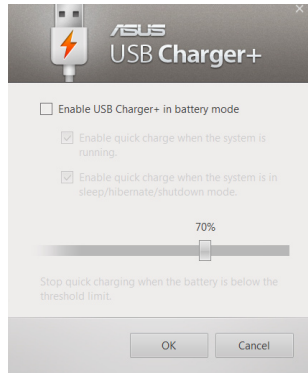 ASUS
USB Charger+
Enable USB Charger+ in battery mode
Enable quick charge when the system is
running.
Enable quick charge when the system is in
sleep/hibernate/shutdown mode.
70%
Stop quick charging when the battery is below the
threshold limit.
OK
Cancel